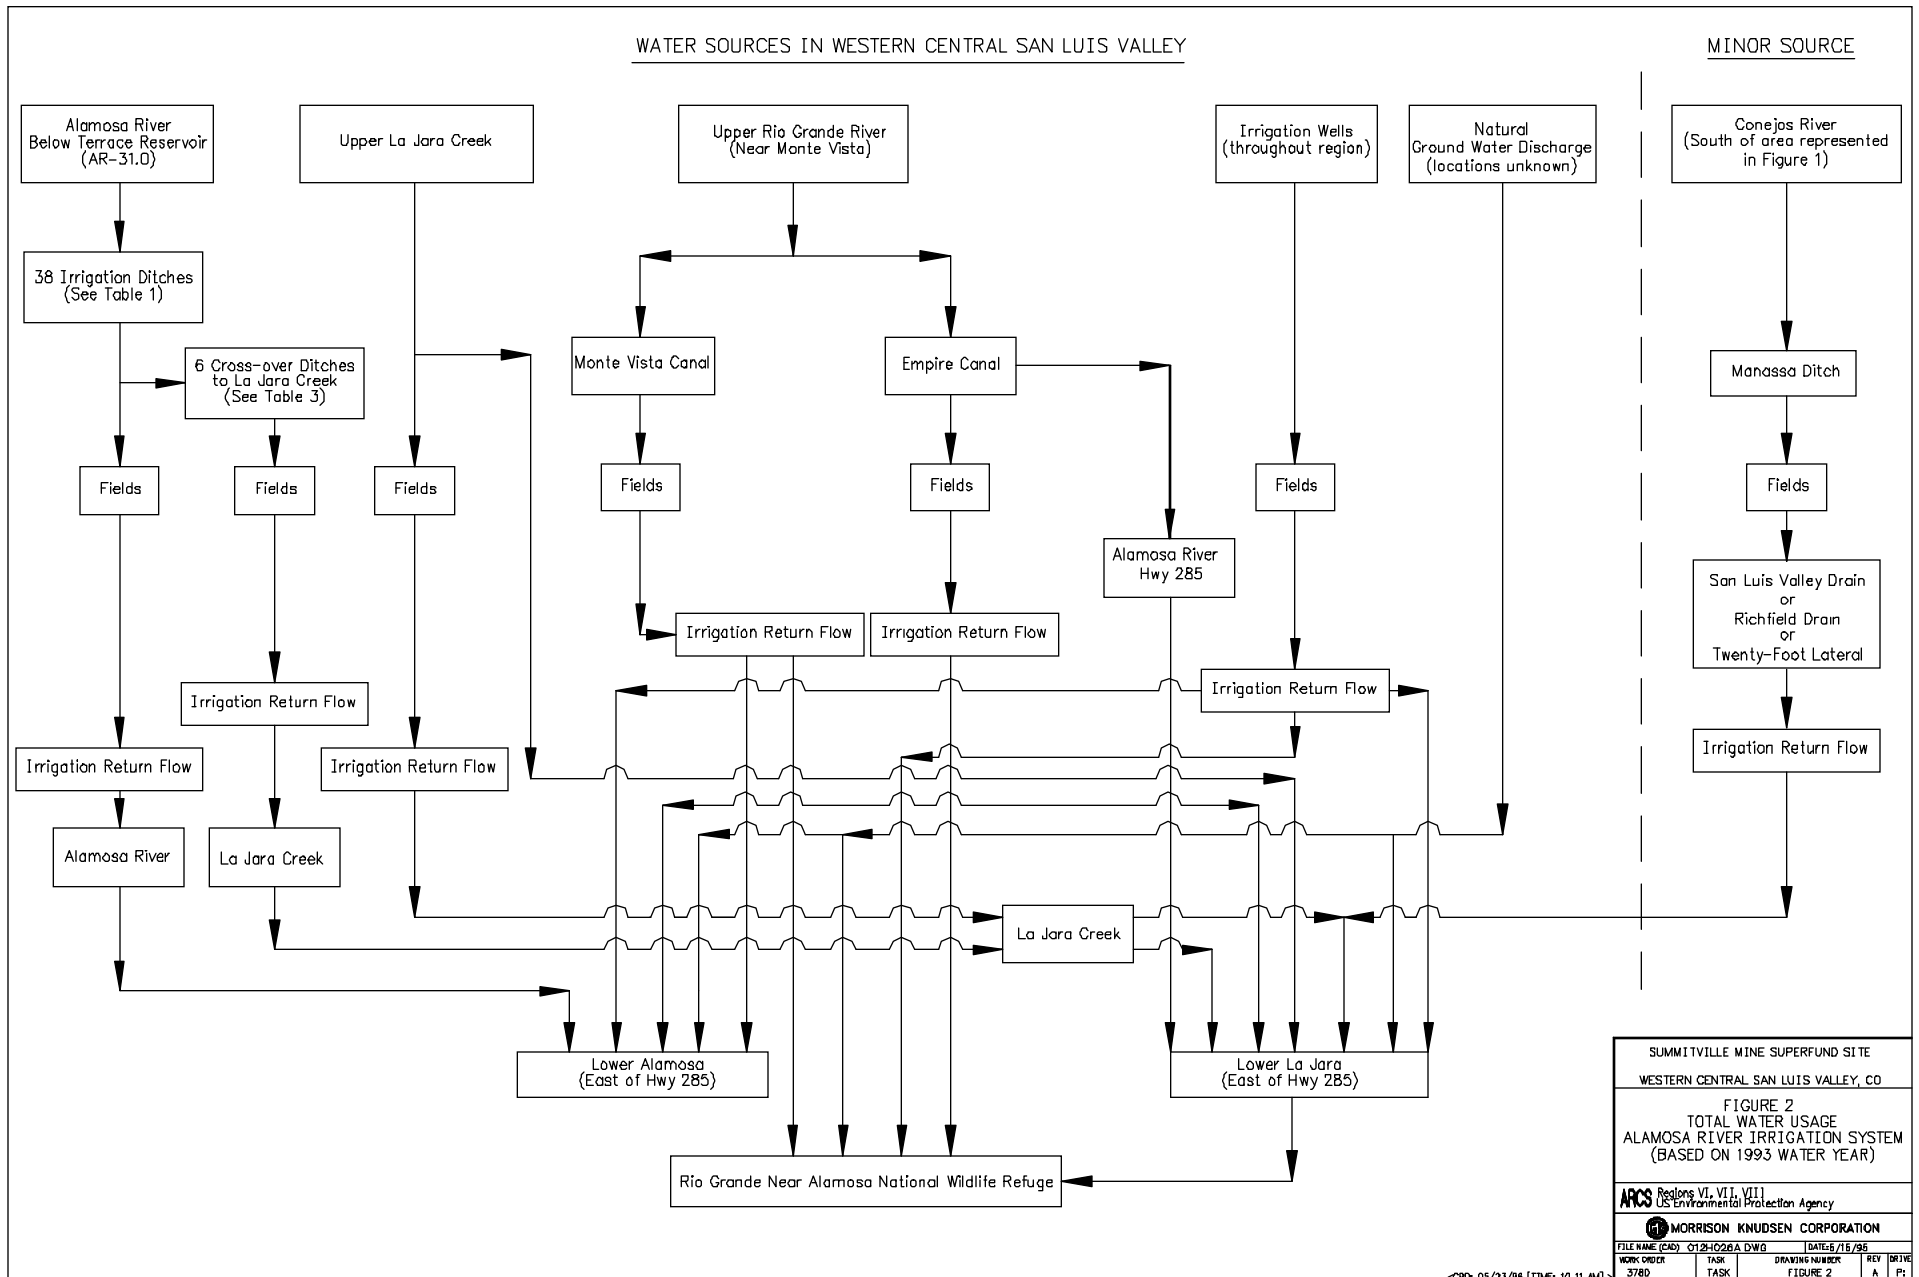 WATER SOURCES IN WESTERN CENTRAL SAN LUIS VALLEY
MINOR SOURCE
Alamosa River
Below Terrace Reservoir
(AR-31.0)
Upper La Jara Creek
Upper Rio Grande River
(Near Monte Vista)
Irrigation Wells
(throughout region)
Natural
Ground Water Discharge
(locations unknown)
Conejos River
(South of area represented
in Figure 1)
38 Irrigation Ditches
(See Table 1)
6 Cross-over Ditches
to La Jara Creek
(See Table 3)
Monte Vista Canal
Empire Canal
Manassa Ditch
Fields
Fields
Fields
Fields
Fields
Fields
Fields
Alamosa River
Hwy 285
San Luis Valley Drain
or
Richfield Drain
or
Twenty-Foot Lateral
Irrigation Return Flow
Irrigation Return Flow
Irrigation Return Flow
Irrigation Return Flow
Irrigation Return Flow
Irrigation Return Flow
Irrigation Return Flow
Alamosa River
La Jara Creek
La Jara Creek
Lower Alamosa
(East of Hwy 285)
Lower La Jara
(East of Hwy 285)
Rio Grande Near Alamosa National Wildlife Refuge
SUMMITVILLE MINE SUPERFUND SITE
WESTERN CENTRAL SAN LUIS VALLEY, CO
FIGURE 2
TOTAL WATER USAGE
ALAMOSA RIVER IRRIGATION SYSTEM
(BASED ON 1993 WATER YEAR)
ARCS Regions VI, VII, VIII
US Environmental Protection Agency
MORRISON KNUDSEN CORPORATION
FILE NAME (CAD) 012H026A DWG
WORK ORDER TASK DRAWING NUMBER REV DRIVE
3780 TASK FIGURE 2 A P: